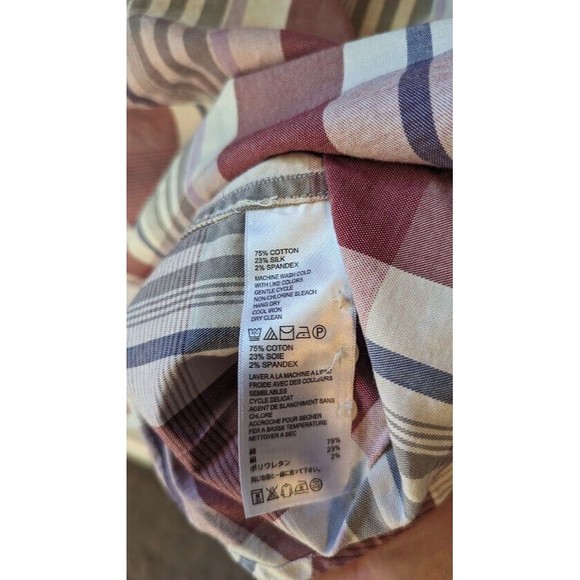 75% COTTON
23% SILK
2% SPANDEX
MACHINE WASH COLD
WITH LIKE COLORS
GENTLE CYCLE
NON-CHLORINE BLEACH
HANG DRY
COOL IRON
DRY CLEAN
75% COTON
23% SOIE
2% SPANDEX
LAVER A LA MACHINE A L'EAU
FROIDE AVEC DES COULEURS
SEMBLABLES
CYCLE DELICAT
AGENT DE BLANCHIMENT SANS
CHLORE
ACCROCHE POUR SECHER
FER A BASSE TEMPERATURE
NETTOYER A SEC
綿 75%
絹 23%
ポリウレタン 2%